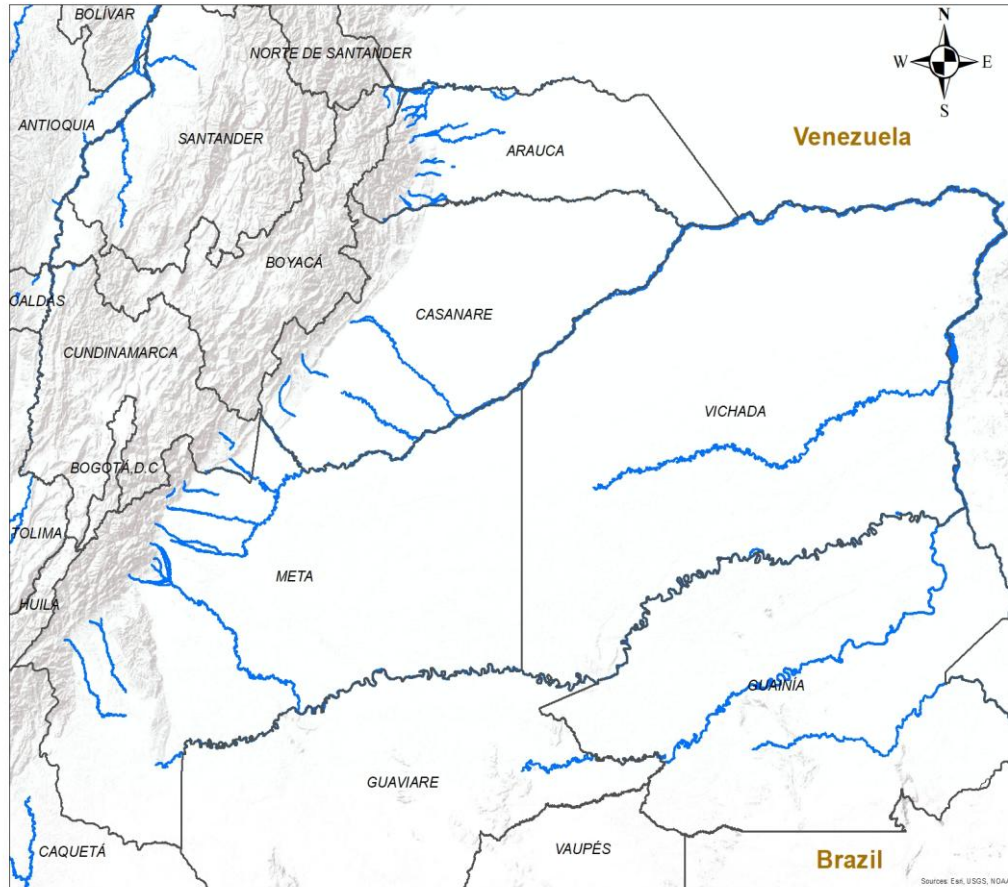 BOLÍVAR
N
NORTE DE SANTANDER
W
E
S
ANTIOQUIA
SANTANDER
Venezuela
ARAUCA
BOYACÁ
CALDAS
CASANARE
CUNDINAMARCA
VICHADA
BOGOTÁ, D.C
TOLIMA
META
HUILA
GUAINÍA
GUAVIARE
VAUPÉS
CAQUETÁ
Brazil
Sources: Esri, USGS, NOAA